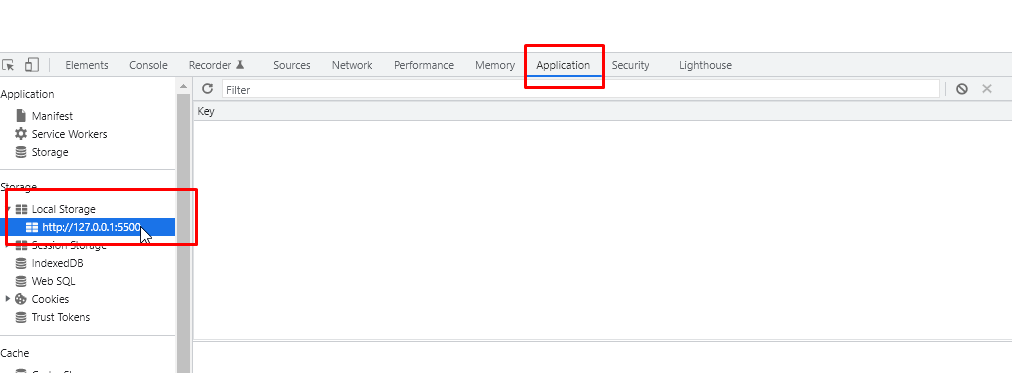 Elements Console Recorder Sources Network Performance Memory Application Security Lighthouse
Application
Filter
Key
Manifest
Service Workers
Storage
Storage
Local Storage
http://127.0.0.1:5500
Session Storage
IndexedDB
Web SQL
Cookies
Trust Tokens
Cache